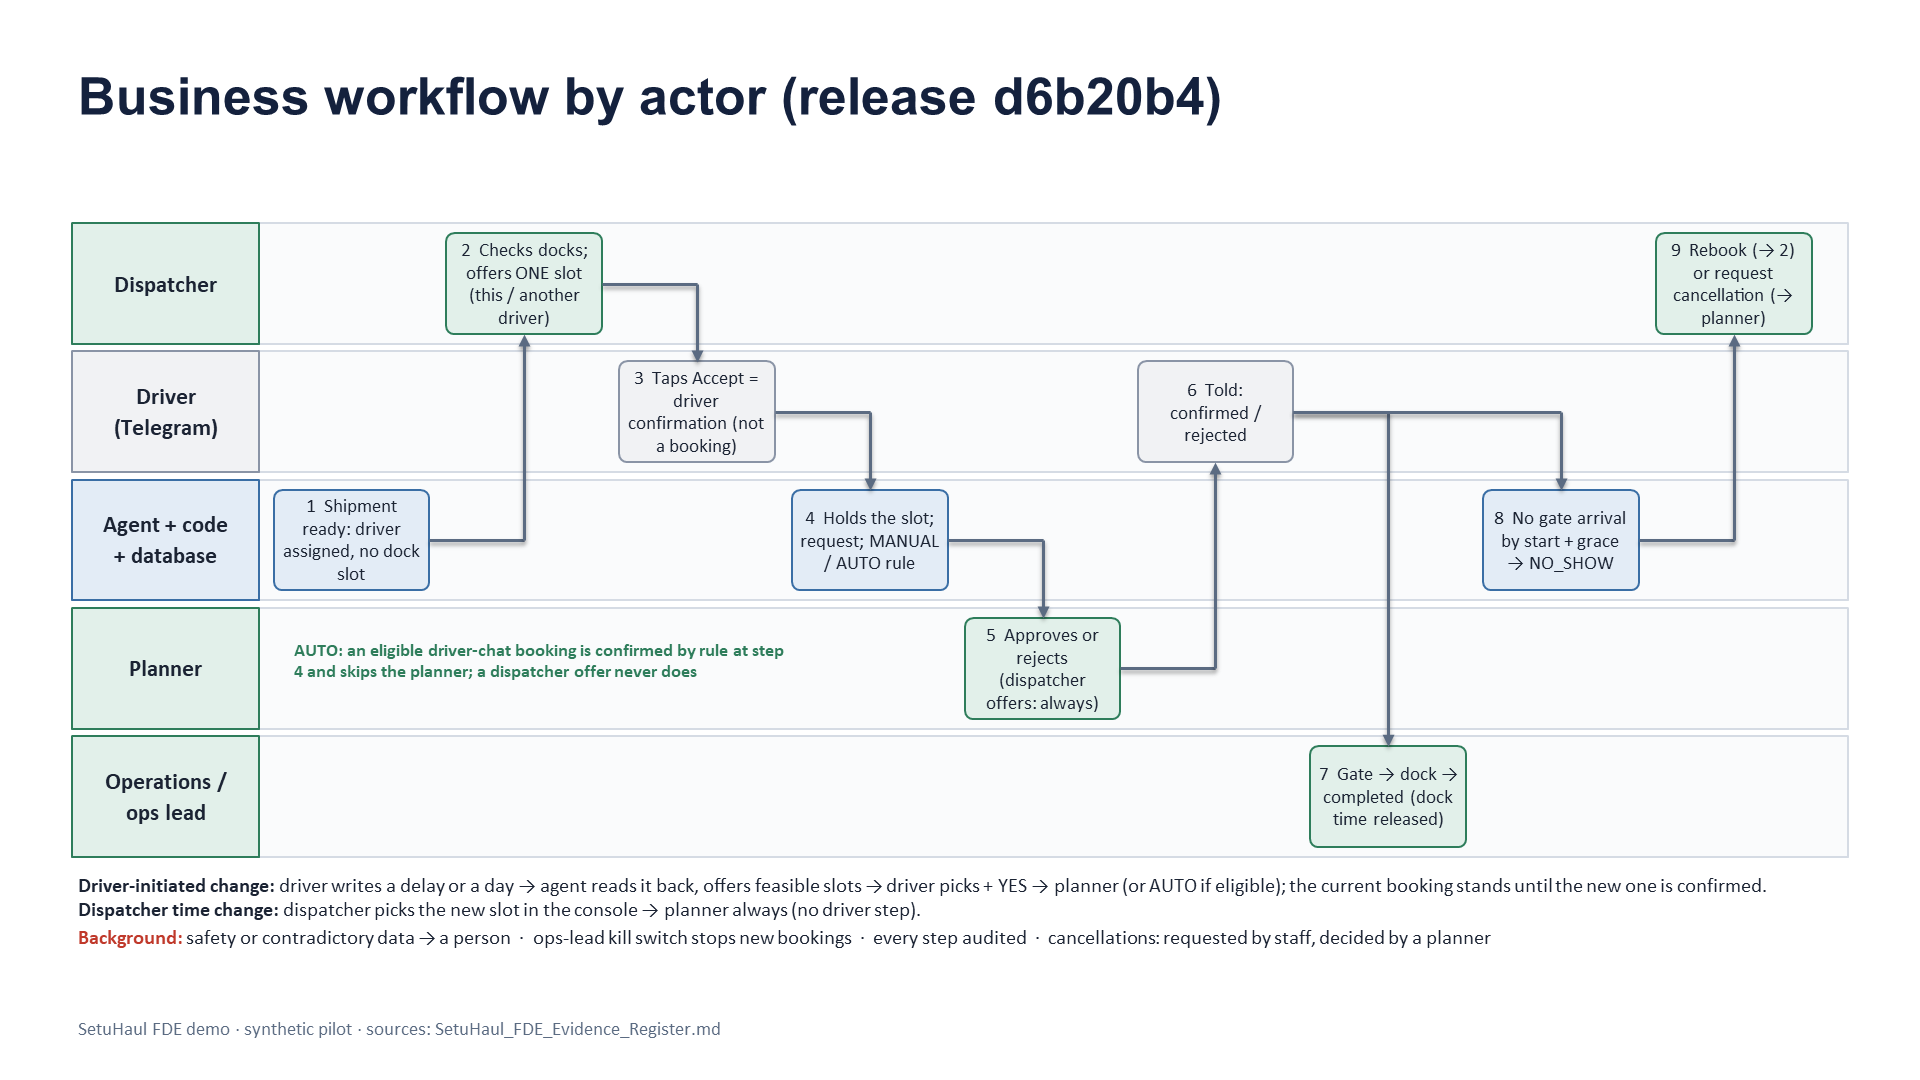 Business workflow by actor (release d6b20b4)
Dispatcher
2 Checks docks;
offers ONE slot
(this / another
driver)
9 Rebook (→ 2)
or request
cancellation (→
planner)
Driver
(Telegram)
3 Taps Accept =
driver
confirmation (not
a booking)
6 Told:
confirmed /
rejected
Agent + code
+ database
1 Shipment
ready: driver
assigned, no dock
slot
4 Holds the slot;
request; MANUAL
/ AUTO rule
8 No gate arrival
by start + grace
→ NO_SHOW
Planner
AUTO: an eligible driver-chat booking is confirmed by rule at step
4 and skips the planner; a dispatcher offer never does
5 Approves or
rejects
(dispatcher
offers: always)
Operations /
ops lead
7 Gate → dock →
completed (dock
time released)
Driver-initiated change: driver writes a delay or a day → agent reads it back, offers feasible slots → driver picks + YES → planner (or AUTO if eligible); the current booking stands until the new one is confirmed.
Dispatcher time change: dispatcher picks the new slot in the console → planner always (no driver step).
Background: safety or contradictory data → a person · ops-lead kill switch stops new bookings · every step audited · cancellations: requested by staff, decided by a planner
SetuHaul FDE demo · synthetic pilot · sources: SetuHaul_FDE_Evidence_Register.md